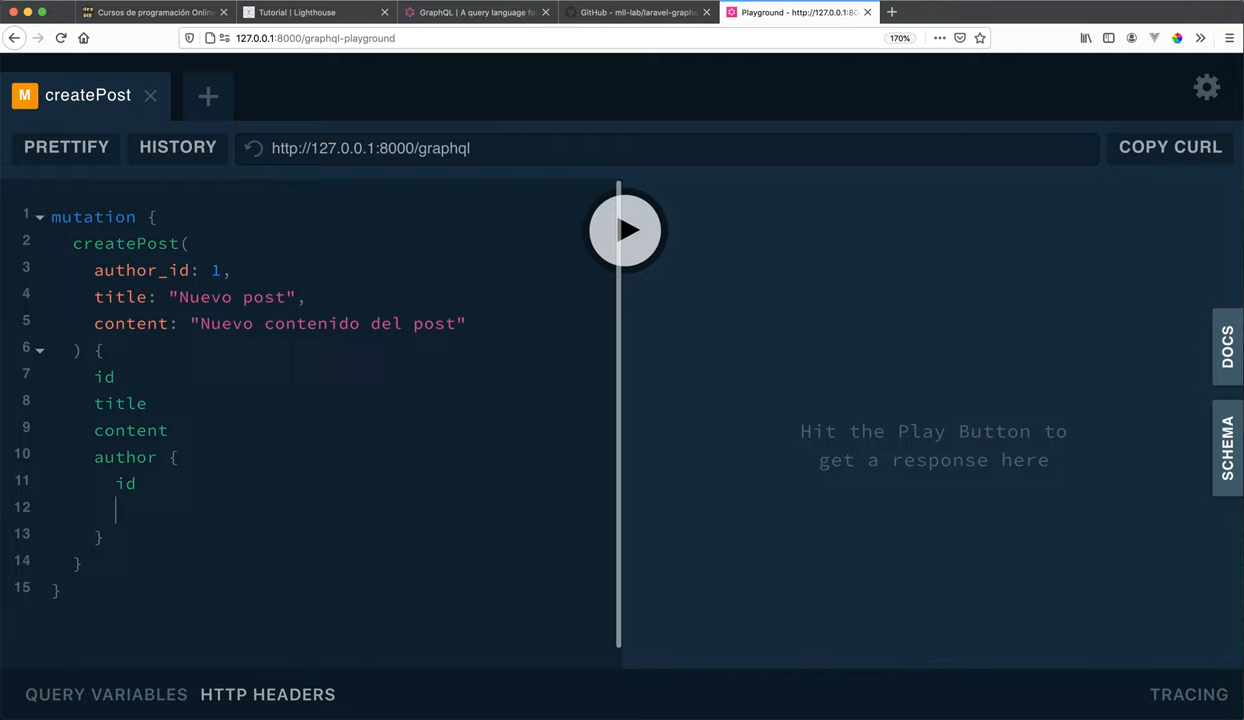 Cursos de programación Online
Tutorial | Lighthouse
GraphQL | A query language fo
GitHub - mll-lab/laravel-graphq
Playground - http://127.0.0.1:80
127.0.0.1:8000/graphql-playground
170%
M createPost
PRETTIFY
HISTORY
http://127.0.0.1:8000/graphql
COPY CURL
1 mutation {
2 createPost(
3 author_id: 1,
4 title: "Nuevo post",
5 content: "Nuevo contenido del post"
6 ) {
7 id
8 title
9 content
10 author {
11 id
12
13 }
14 }
15 }
Hit the Play Button to
get a response here
DOCS
SCHEMA
QUERY VARIABLES
HTTP HEADERS
TRACING